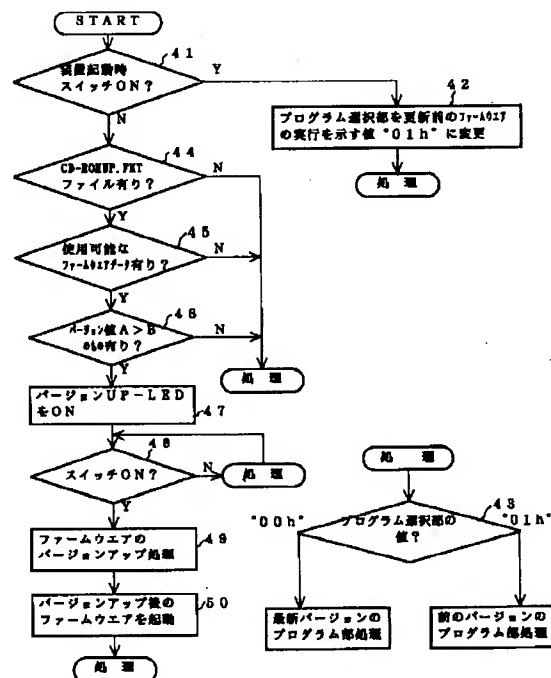 START
41
装置起動時
スイッチON?
Y
N
42
プログラム選択部を更新前のファームウエア
の実行を示す値"01h"に変更
処 理
44
CD-ROMUP.FMT
ファイル有り?
N
Y
45
使用可能な
ファームウエアデータ有り?
N
Y
46
バージョン値A>B
のもの有り?
N
Y
処 理
バージョンUP-LED
をON
47
48
スイッチON?
N
処 理
Y
ファームウエアの
バージョンアップ処理
49
バージョンアップ後の
ファームウエアを起動
50
処 理
処 理
43
"00h"
プログラム選択部の
値?
"01h"
最新バージョンの
プログラム部処理
前のバージョンの
プログラム部処理